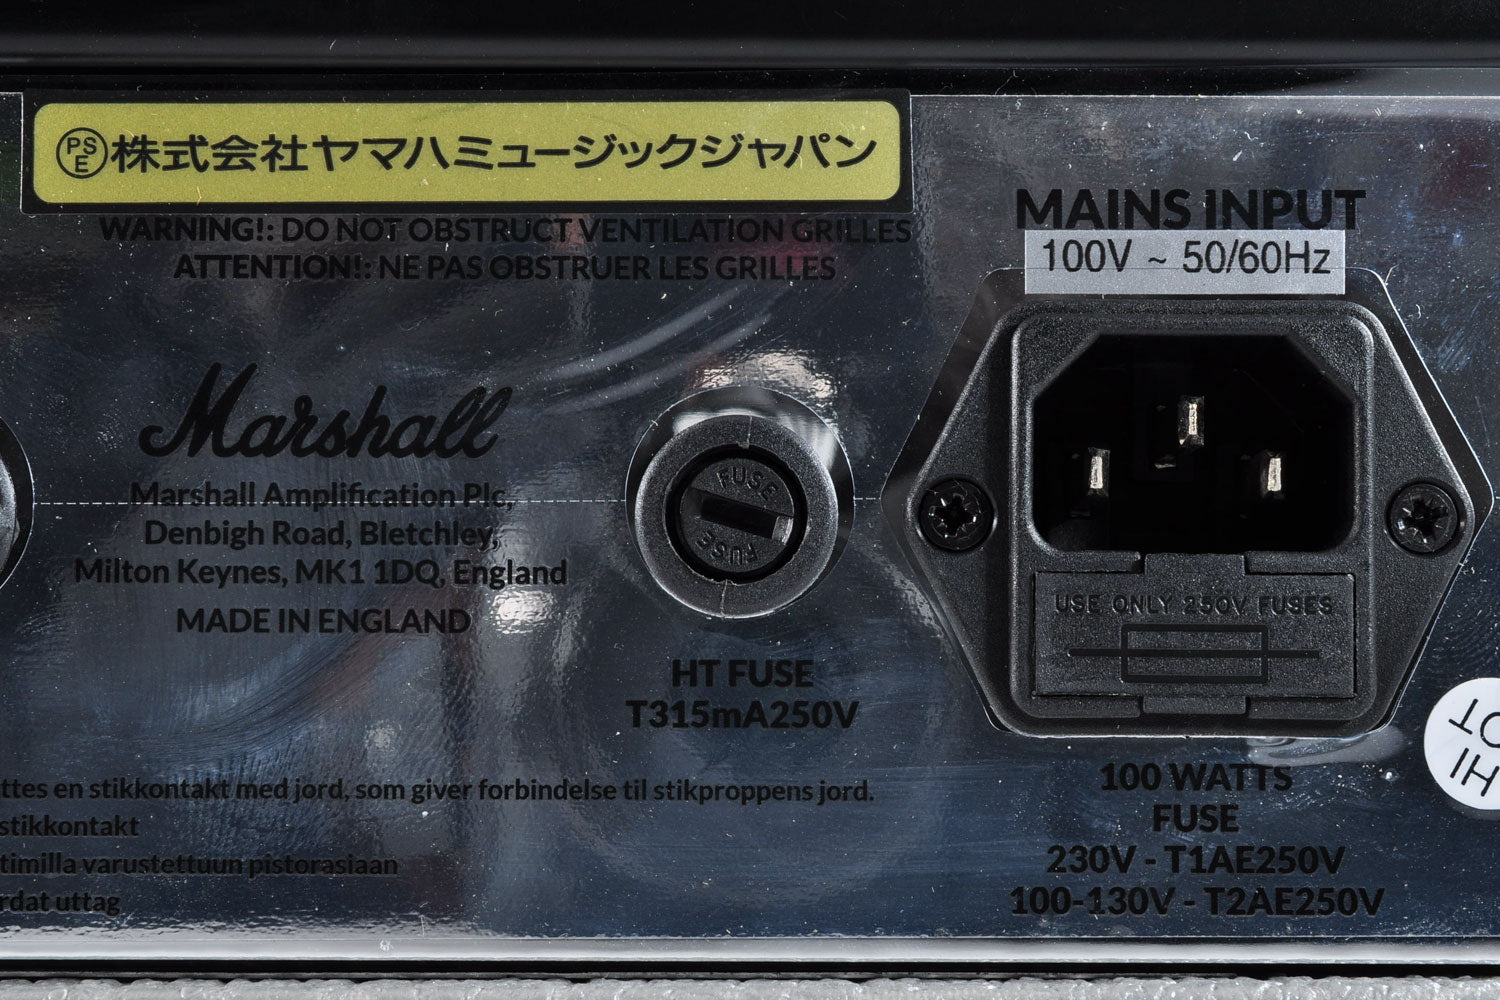 PSE株式会社ヤマハミュージックジャパン
WARNING!: DO NOT OBSTRUCT VENTILATION GRILLES
ATTENTION!: NE PAS OBSTRUER LES GRILLES
MAINS INPUT
100V ~ 50/60Hz
Marshall
Marshall Amplification Plc,
Denbigh Road, Bletchley,
Milton Keynes, MK1 1DQ, England
MADE IN ENGLAND
FUSE
FUSE
HT FUSE
T315mA250V
USE ONLY 250V FUSES
100 WATTS
FUSE
230V - T1AE250V
100-130V - T2AE250V
en stikkontakt med jord, som giver forbindelse til stikproppens jord.
stikkontakt
varustettuun pistorasiaan
uttag
HI